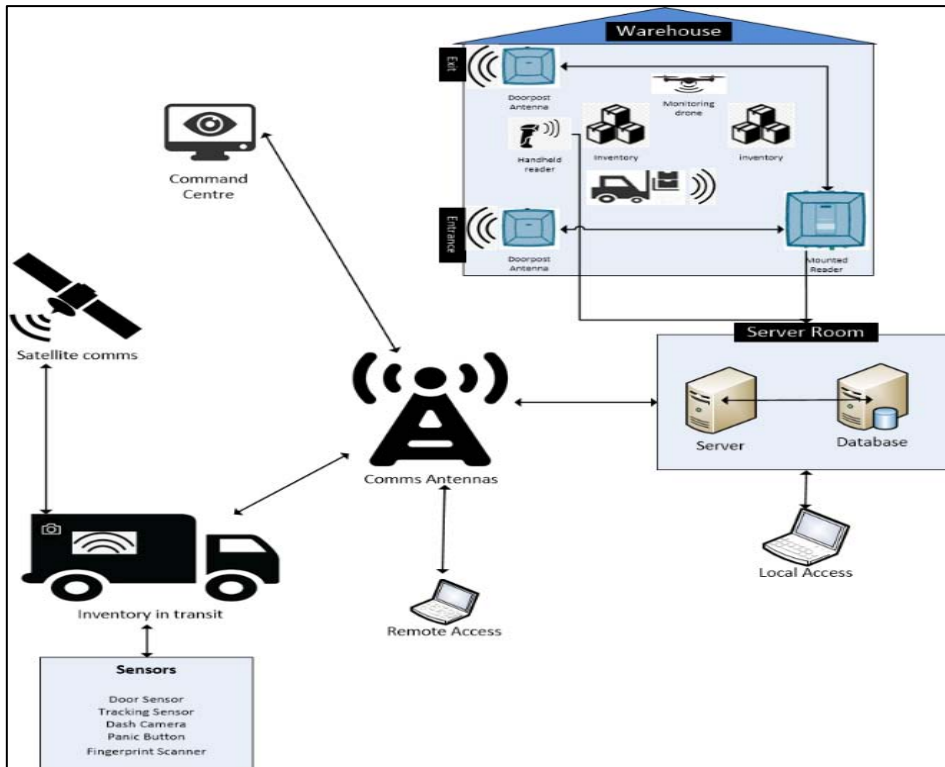 Warehouse
Exit
Doorpost
Antenna
Monitoring
drone
Handheld
reader
Inventory
inventory
Entrance
Doorpost
Antenna
Mounted
Reader
Command
Centre
Satellite comms
Server Room
Server
Database
Comms Antennas
Local Access
Inventory in transit
Remote Access
Sensors
Door Sensor
Tracking Sensor
Dash Camera
Panic Button
Fingerprint Scanner